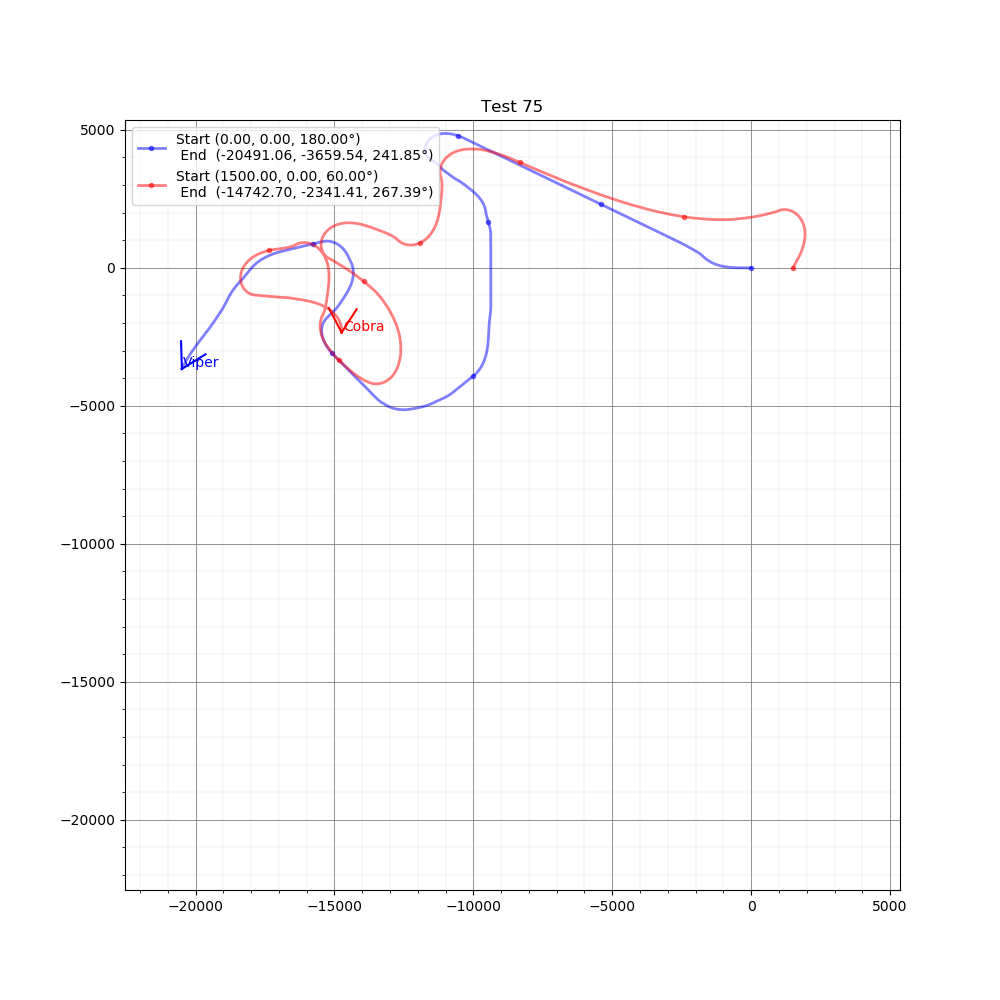 Test 75
Start (0.00, 0.00, 180.00°)
End  (-20491.06, -3659.54, 241.85°)
Start (1500.00, 0.00, 60.00°)
End  (-14742.70, -2341.41, 267.39°)
5000
0
−5000
−10000
−15000
−20000
Cobra
Viper
−20000 −15000 −10000 −5000 0 5000